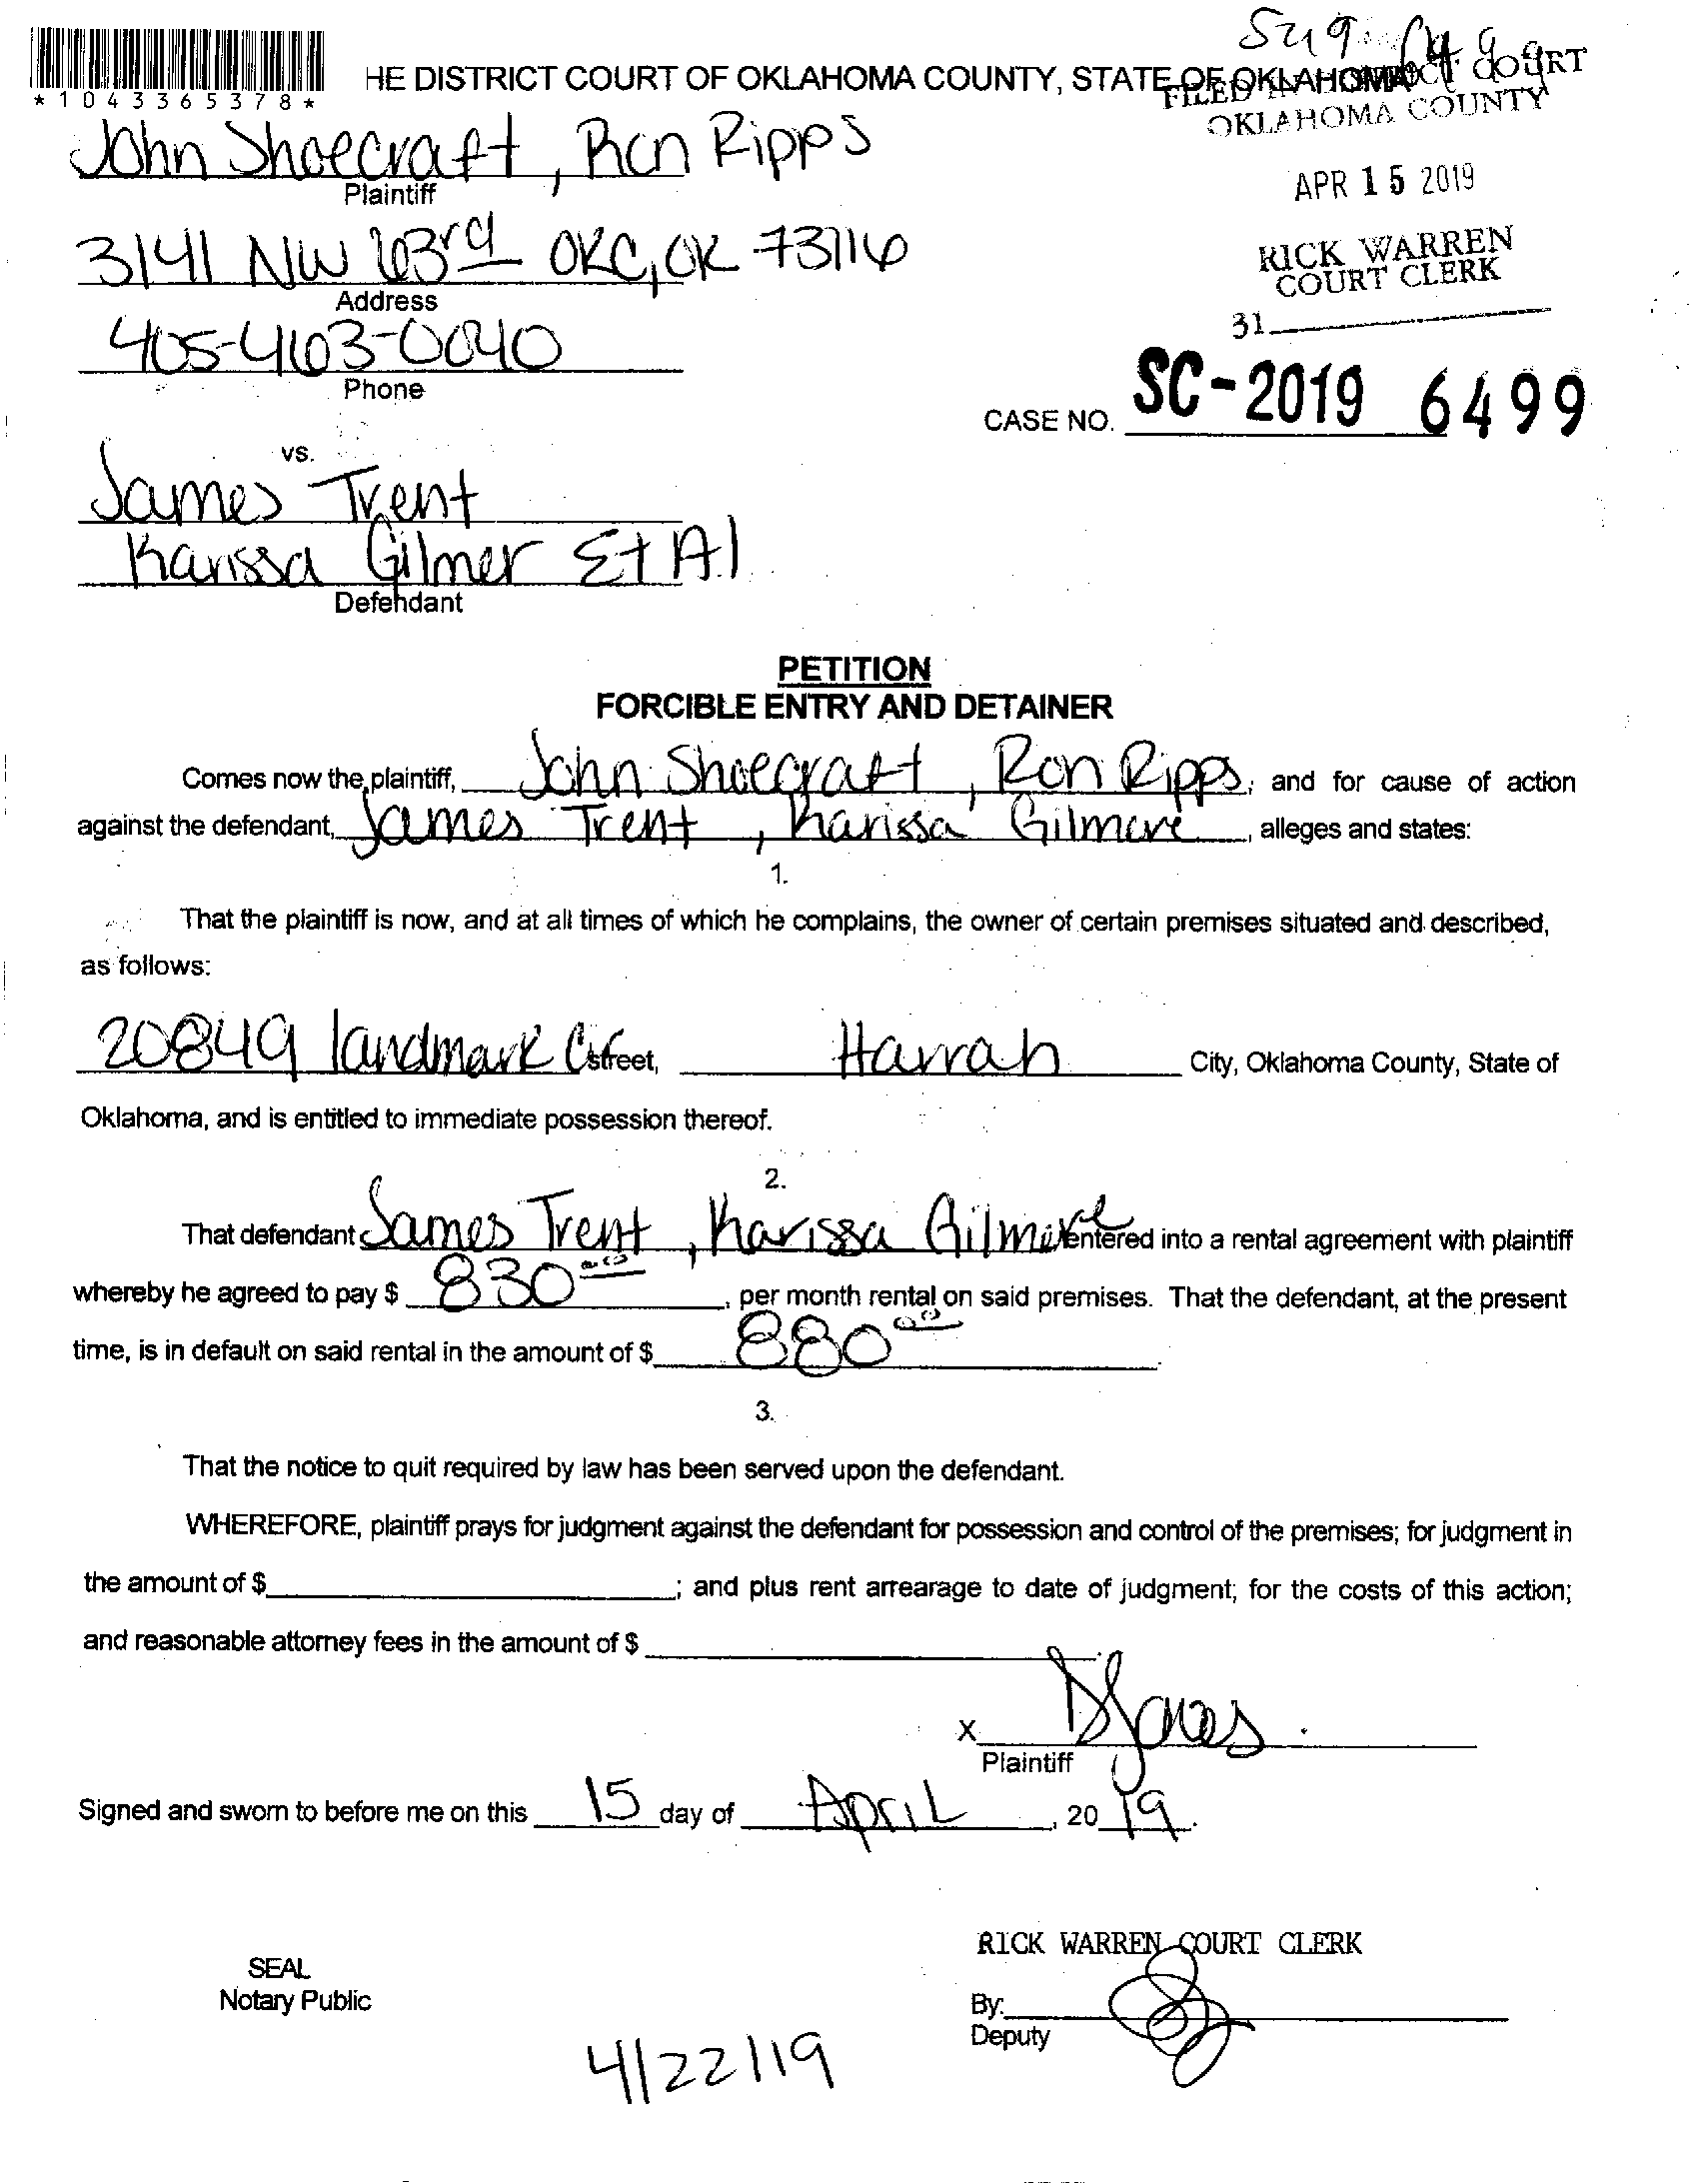 *1043365378*
HE DISTRICT COURT OF OKLAHOMA COUNTY, STATE OF OKLAHOMA
FILED IN DISTRICT COURT
OKLAHOMA COUNTY
John Shoecraft, Ron Ripps
Plaintiff
APR 15 2019
3141 NW 63rd OKC, OK 73116
Address
RICK WARREN
COURT CLERK
31
405-463-0040
Phone
CASE NO. SC-2019 6499
vs.
James Trent
Karissa Gilmer Et Al
Defendant
PETITION
FORCIBLE ENTRY AND DETAINER
Comes now the plaintiff, John Shoecraft, Ron Ripps, and for cause of action
against the defendant, James Trent, Karissa Gilmore, alleges and states:
1.
That the plaintiff is now, and at all times of which he complains, the owner of certain premises situated and described,
as follows:
20849 landmark Cir street, Harrah City, Oklahoma County, State of
Oklahoma, and is entitled to immediate possession thereof.
2.
That defendant James Trent, Karissa Gilmore entered into a rental agreement with plaintiff
whereby he agreed to pay $ 830.00, per month rental on said premises. That the defendant, at the present
time, is in default on said rental in the amount of $ 880.00.
3.
That the notice to quit required by law has been served upon the defendant.
WHEREFORE, plaintiff prays for judgment against the defendant for possession and control of the premises; for judgment in
the amount of $ ; and plus rent arrearage to date of judgment; for the costs of this action;
and reasonable attorney fees in the amount of $ .
X
Plaintiff
Signed and sworn to before me on this 15 day of April, 2019.
RICK WARREN COURT CLERK
SEAL
Notary Public
By:
Deputy
4/22/19